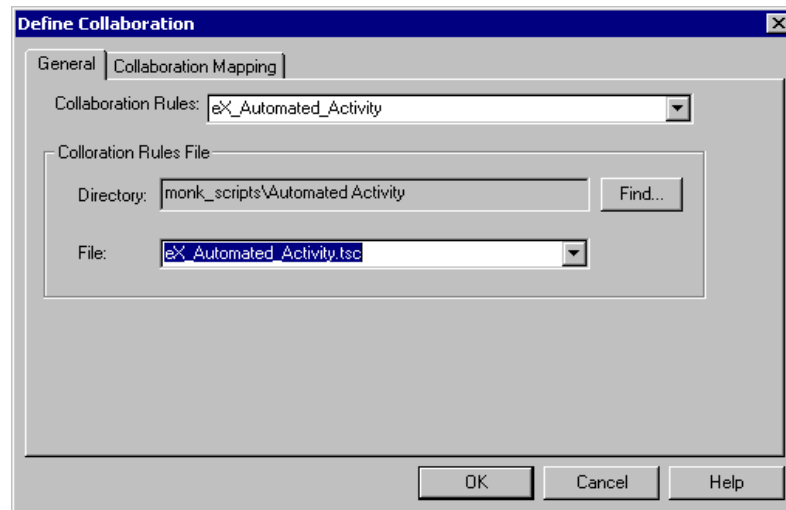 Define Collaboration
General Collaboration Mapping
Collaboration Rules: eX_Automated_Activity
Colloration Rules File
Directory: monk_scripts\Automated Activity Find...
File: eX_Automated_Activity.tsc
OK Cancel Help